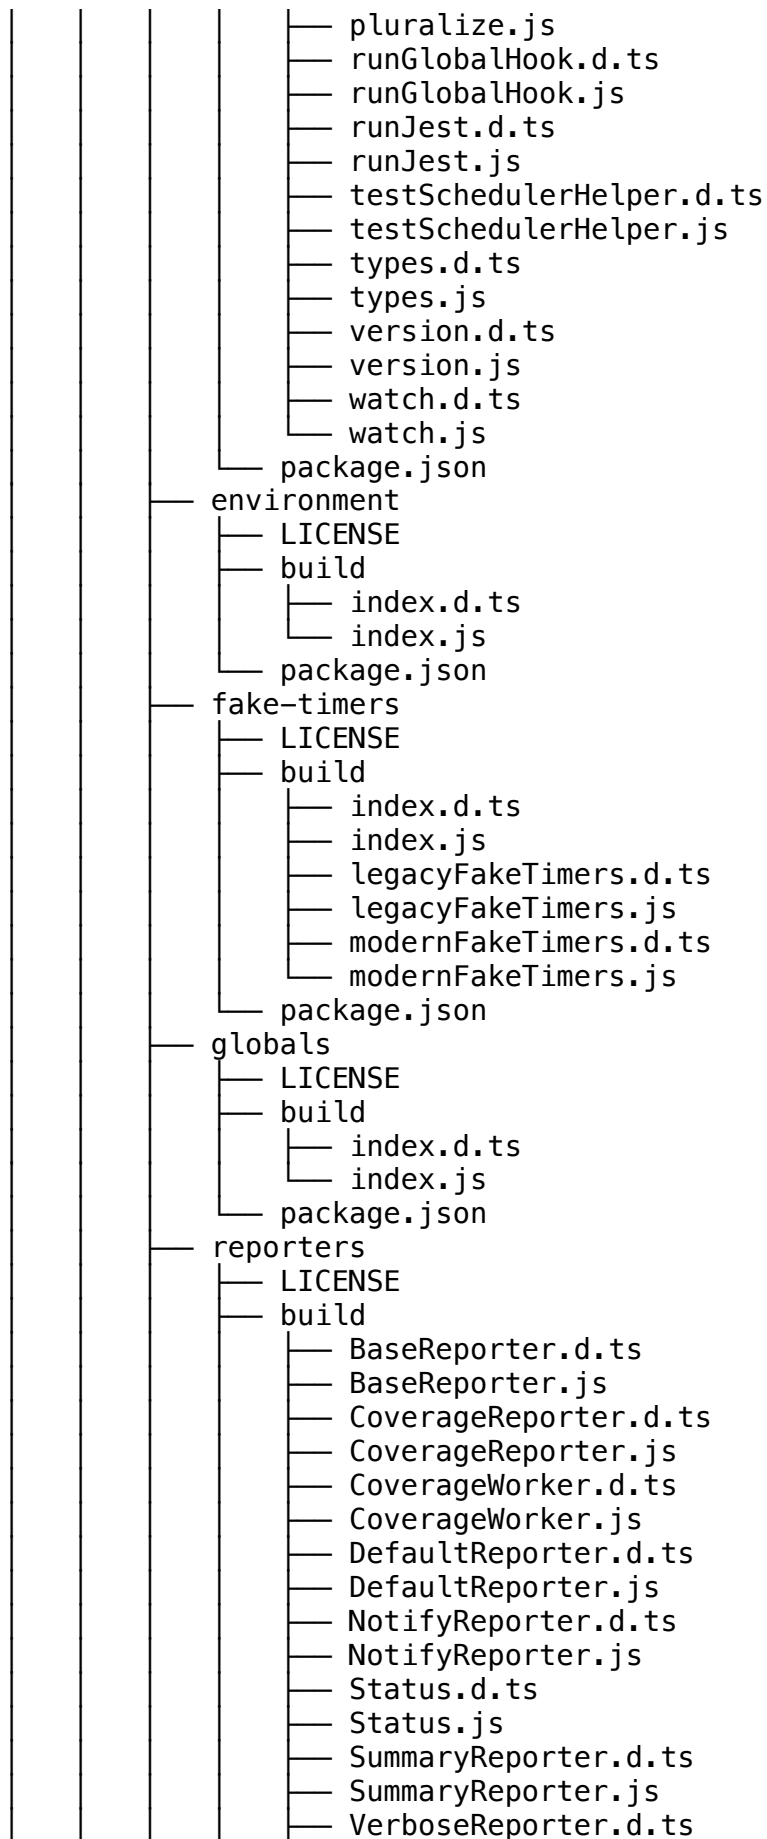 │   │   │   │   ├── pluralize.js
│   │   │   │   ├── runGlobalHook.d.ts
│   │   │   │   ├── runGlobalHook.js
│   │   │   │   ├── runJest.d.ts
│   │   │   │   ├── runJest.js
│   │   │   │   ├── testSchedulerHelper.d.ts
│   │   │   │   ├── testSchedulerHelper.js
│   │   │   │   ├── types.d.ts
│   │   │   │   ├── types.js
│   │   │   │   ├── version.d.ts
│   │   │   │   ├── version.js
│   │   │   │   ├── watch.d.ts
│   │   │   │   └── watch.js
│   │   │   └── package.json
│   │   ├── environment
│   │   │   ├── LICENSE
│   │   │   ├── build
│   │   │   │   ├── index.d.ts
│   │   │   │   └── index.js
│   │   │   └── package.json
│   │   ├── fake-timers
│   │   │   ├── LICENSE
│   │   │   ├── build
│   │   │   │   ├── index.d.ts
│   │   │   │   ├── index.js
│   │   │   │   ├── legacyFakeTimers.d.ts
│   │   │   │   ├── legacyFakeTimers.js
│   │   │   │   ├── modernFakeTimers.d.ts
│   │   │   │   └── modernFakeTimers.js
│   │   │   └── package.json
│   │   ├── globals
│   │   │   ├── LICENSE
│   │   │   ├── build
│   │   │   │   ├── index.d.ts
│   │   │   │   └── index.js
│   │   │   └── package.json
│   │   ├── reporters
│   │   │   ├── LICENSE
│   │   │   ├── build
│   │   │   │   ├── BaseReporter.d.ts
│   │   │   │   ├── BaseReporter.js
│   │   │   │   ├── CoverageReporter.d.ts
│   │   │   │   ├── CoverageReporter.js
│   │   │   │   ├── CoverageWorker.d.ts
│   │   │   │   ├── CoverageWorker.js
│   │   │   │   ├── DefaultReporter.d.ts
│   │   │   │   ├── DefaultReporter.js
│   │   │   │   ├── NotifyReporter.d.ts
│   │   │   │   ├── NotifyReporter.js
│   │   │   │   ├── Status.d.ts
│   │   │   │   ├── Status.js
│   │   │   │   ├── SummaryReporter.d.ts
│   │   │   │   ├── SummaryReporter.js
│   │   │   │   ├── VerboseReporter.d.ts